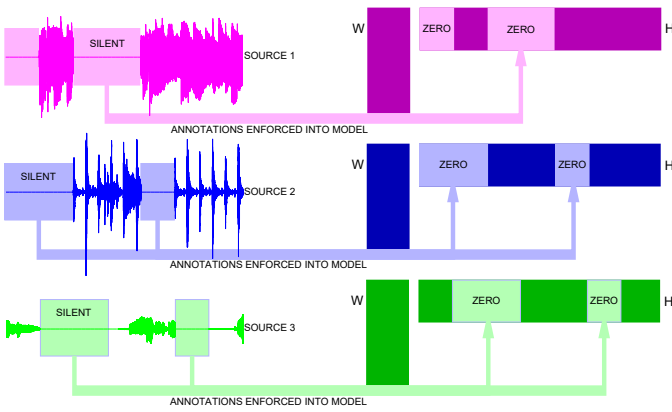 SILENT
SOURCE 1
W
ZERO
ZERO
H
ANNOTATIONS ENFORCED INTO MODEL
SILENT
SOURCE 2
W
ZERO
ZERO
H
ANNOTATIONS ENFORCED INTO MODEL
SILENT
SOURCE 3
W
ZERO
ZERO
H
ANNOTATIONS ENFORCED INTO MODEL